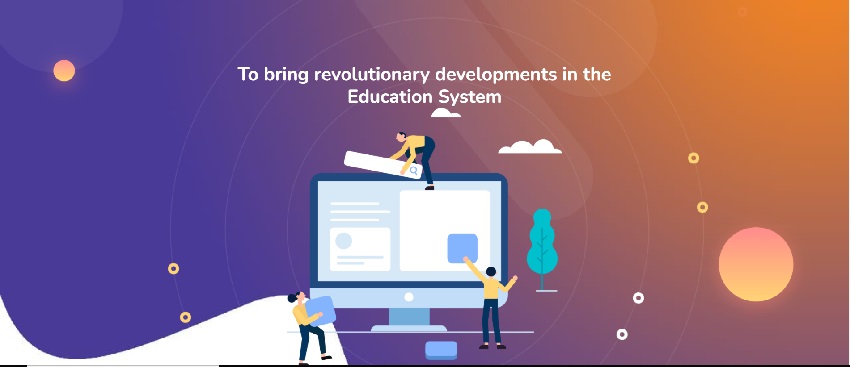 To bring revolutionary developments in the
Education System